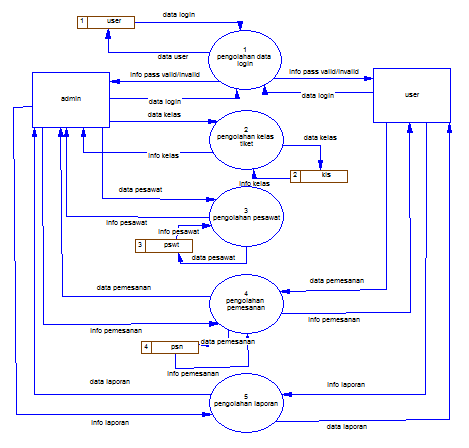 data login
1 user
data user
1
pengolahan data
login
info pass valid/invalid
info pass valid/invalid
admin
data login
data login
user
data kelas
2
pengolahan kelas
tiket
data kelas
info kelas
2 kls
info kelas
data pesawat
3
pengolahan pesawat
info pesawat
info pesawat
3 pswt
data pesawat
data pemesanan
4
pengolahan
pemesanan
data pemesanan
info pemesanan
info pemesanan
4 psn
data pemesanan
info pemesanan
data laporan
5
pengolahan laporan
info laporan
info laporan
data laporan